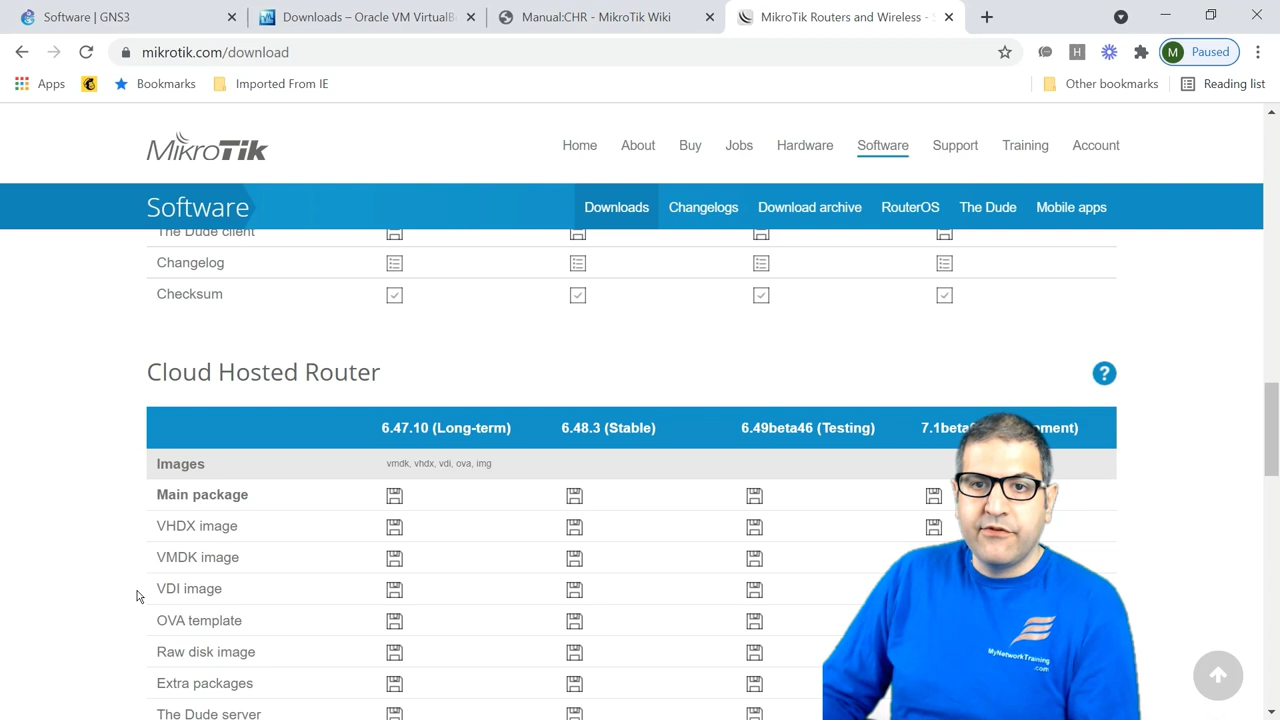 Software | GNS3
Downloads – Oracle VM VirtualB
Manual:CHR - MikroTik Wiki
MikroTik Routers and Wireless -
mikrotik.com/download
H
M Paused
Apps
Bookmarks
Imported From IE
Other bookmarks
Reading list
MikroTik
Home About Buy Jobs Hardware Software Support Training Account
Software
Downloads Changelogs Download archive RouterOS The Dude Mobile apps
The Dude client
Changelog
Checksum
Cloud Hosted Router
?
6.47.10 (Long-term) 6.48.3 (Stable) 6.49beta46 (Testing) 7.1beta ment)
Images vmdk, vhdx, vdi, ova, img
Main package
VHDX image
VMDK image
VDI image
OVA template
Raw disk image
Extra packages
The Dude server
MyNetworkTraining
.com